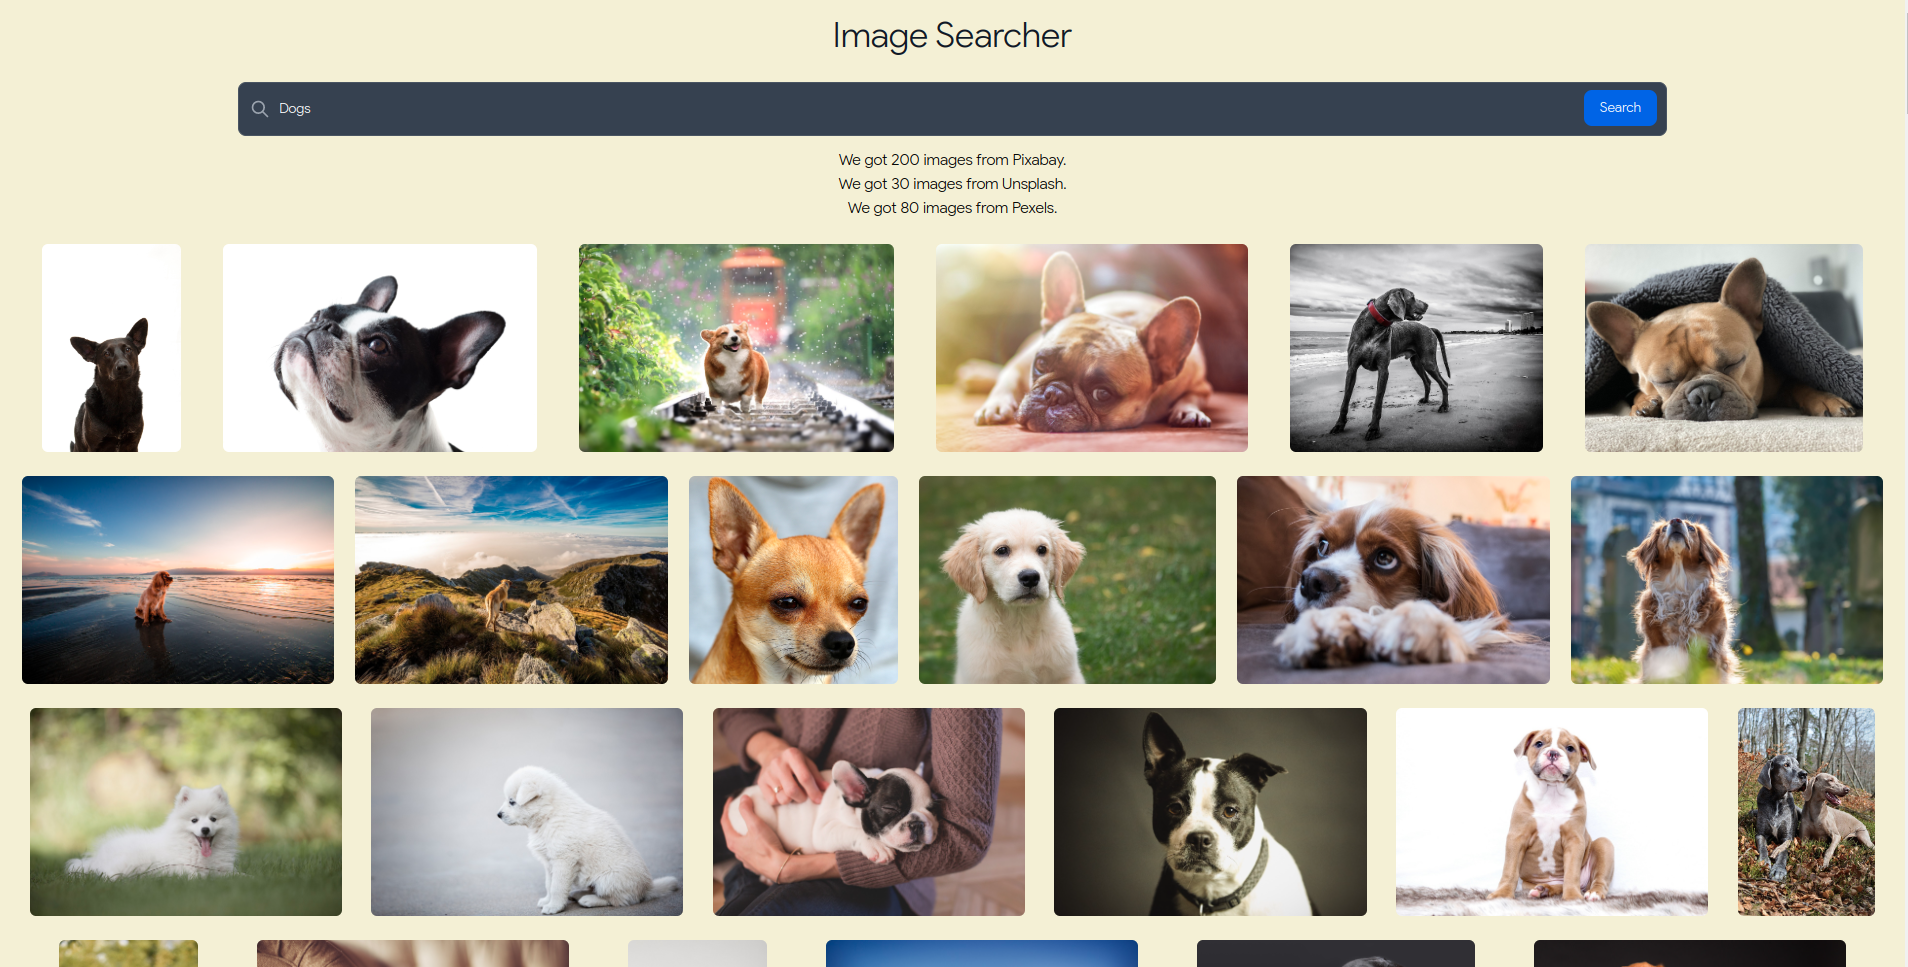 Image Searcher
Dogs
Search
We got 200 images from Pixabay.
We got 30 images from Unsplash.
We got 80 images from Pexels.